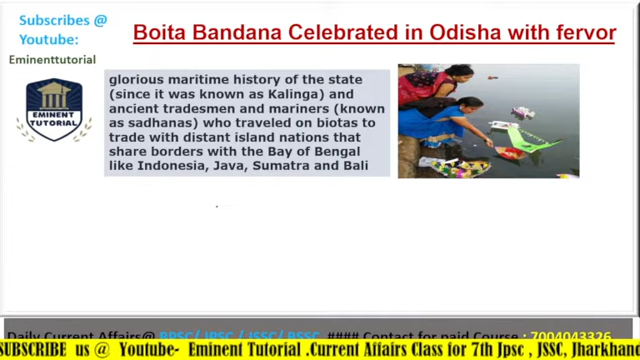 Subscribes @
Youtube:
Eminenttutorial
EMINENT
TUTORIAL
Boita Bandana Celebrated in Odisha with fervor
glorious maritime history of the state
(since it was known as Kalinga) and
ancient tradesmen and mariners (known
as sadhanas) who traveled on biotas to
trade with distant island nations that
share borders with the Bay of Bengal
like Indonesia, Java, Sumatra and Bali
Daily Current Affairs@ BPSC/ JPSC / JSSC/ BSSC #### Contact for paid Course : 7004043326
SUBSCRIBE us @ Youtube- Eminent Tutorial .Current Affairs Class for 7th Jpsc , JSSC, Jharkhand